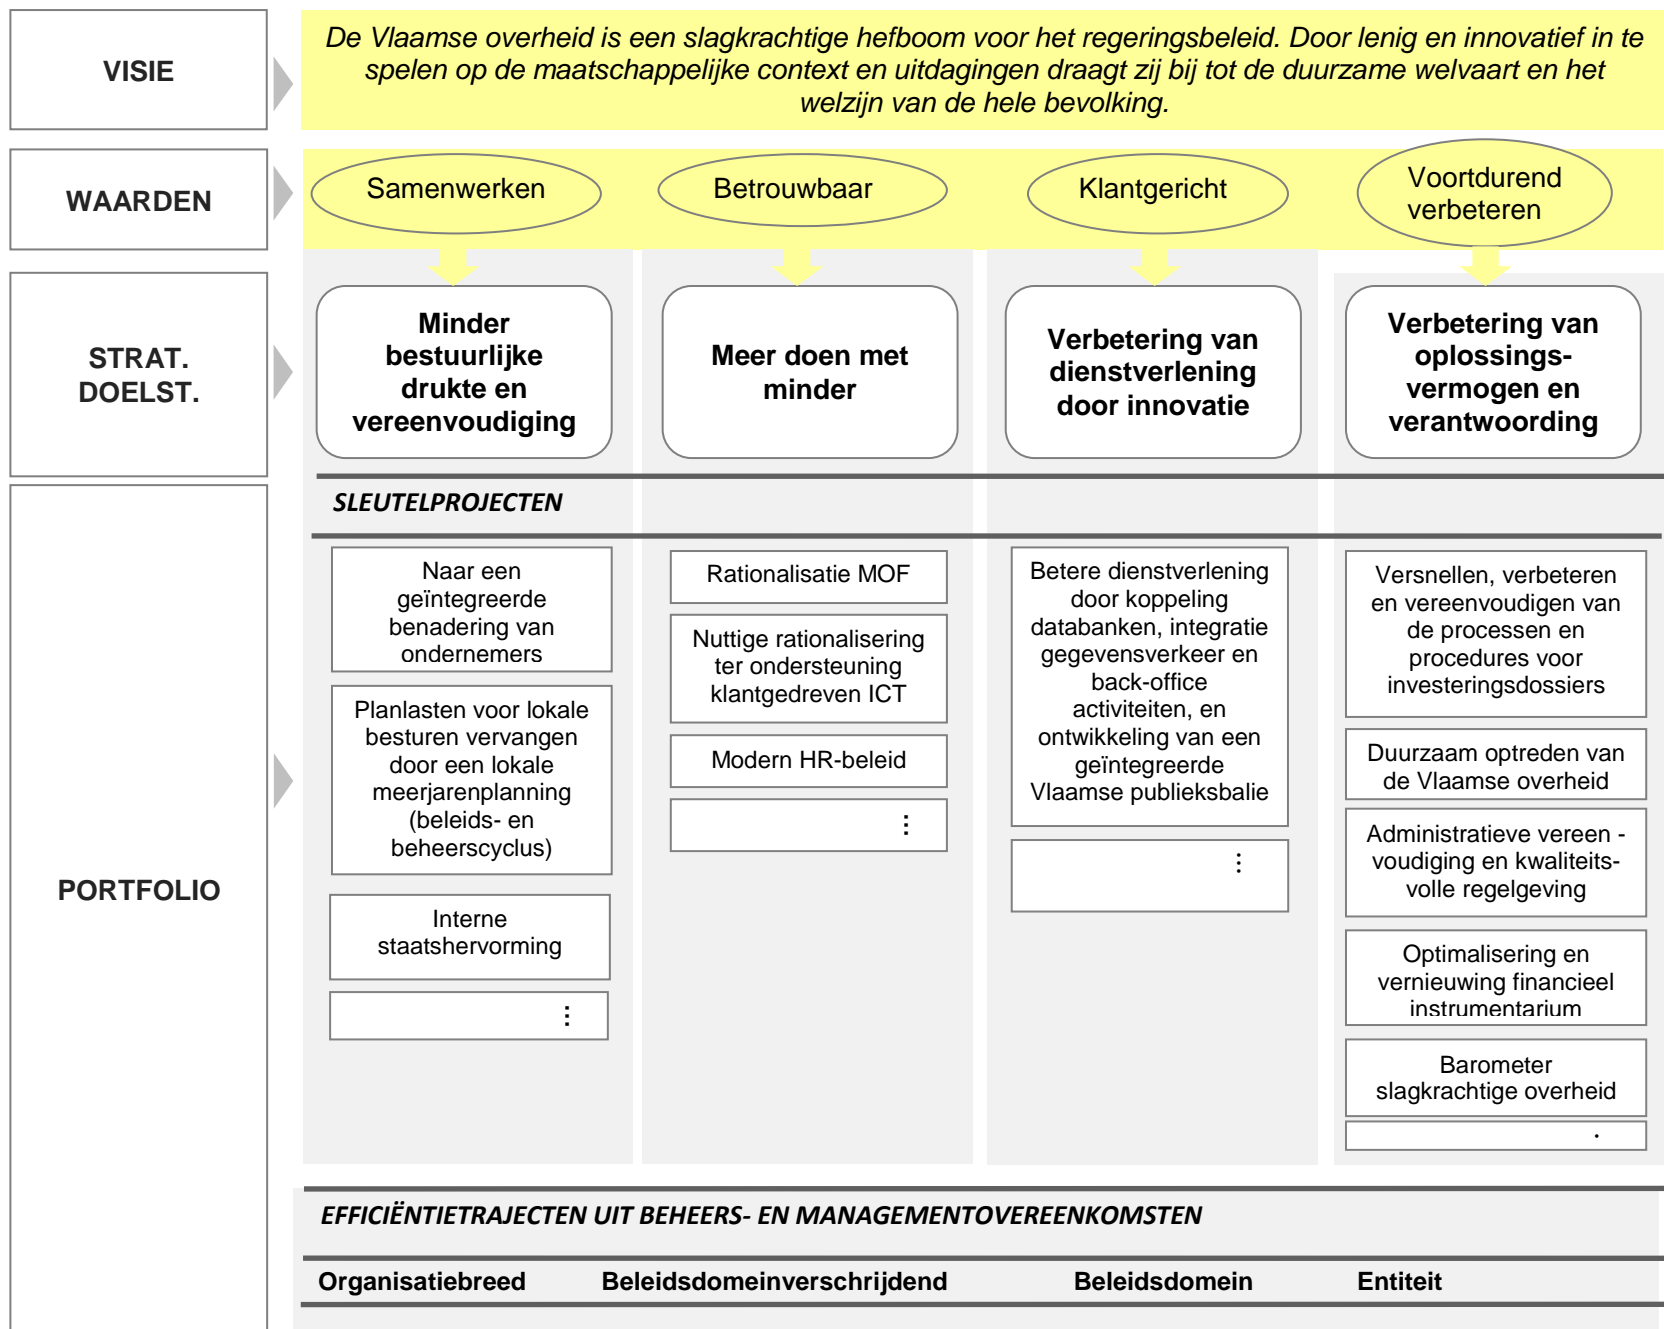 VISIE
De Vlaamse overheid is een slagkrachtige hefboom voor het regeringsbeleid. Door lenig en innovatief in te
spelen op de maatschappelijke context en uitdagingen draagt zij bij tot de duurzame welvaart en het
welzijn van de hele bevolking.
WAARDEN
Samenwerken
Betrouwbaar
Klantgericht
Voortdurend
verbeteren
STRAT.
DOELST.
Minder
bestuurlijke
drukte en
vereenvoudiging
Meer doen met
minder
Verbetering van
dienstverlening
door innovatie
Verbetering van
oplossings-
vermogen en
verantwoording
PORTFOLIO
SLEUTELPROJECTEN
Naar een
geïntegreerde
benadering van
ondernemers
Planlasten voor lokale
besturen vervangen
door een lokale
meerjarenplanning
(beleids- en
beheerscyclus)
Interne
staatshervorming
...
Rationalisatie MOF
Nuttige rationalisering
ter ondersteuning
klantgedreven ICT
Modern HR-beleid
...
Betere dienstverlening
door koppeling
databanken, integratie
gegevensverkeer en
back-office
activiteiten, en
ontwikkeling van een
geïntegreerde
Vlaamse publieksbalie
...
Versnellen, verbeteren
en vereenvoudigen van
de processen en
procedures voor
investeringsdossiers
Duurzaam optreden van
de Vlaamse overheid
Administratieve vereen -
voudiging en kwaliteits-
volle regelgeving
Optimalisering en
vernieuwing financieel
instrumentarium
Barometer
slagkrachtige overheid
.
EFFICIËNTIETRAJECTEN UIT BEHEERS- EN MANAGEMENTOVEREENKOMSTEN
Organisatiebreed Beleidsdomeinverschrijdend Beleidsdomein Entiteit